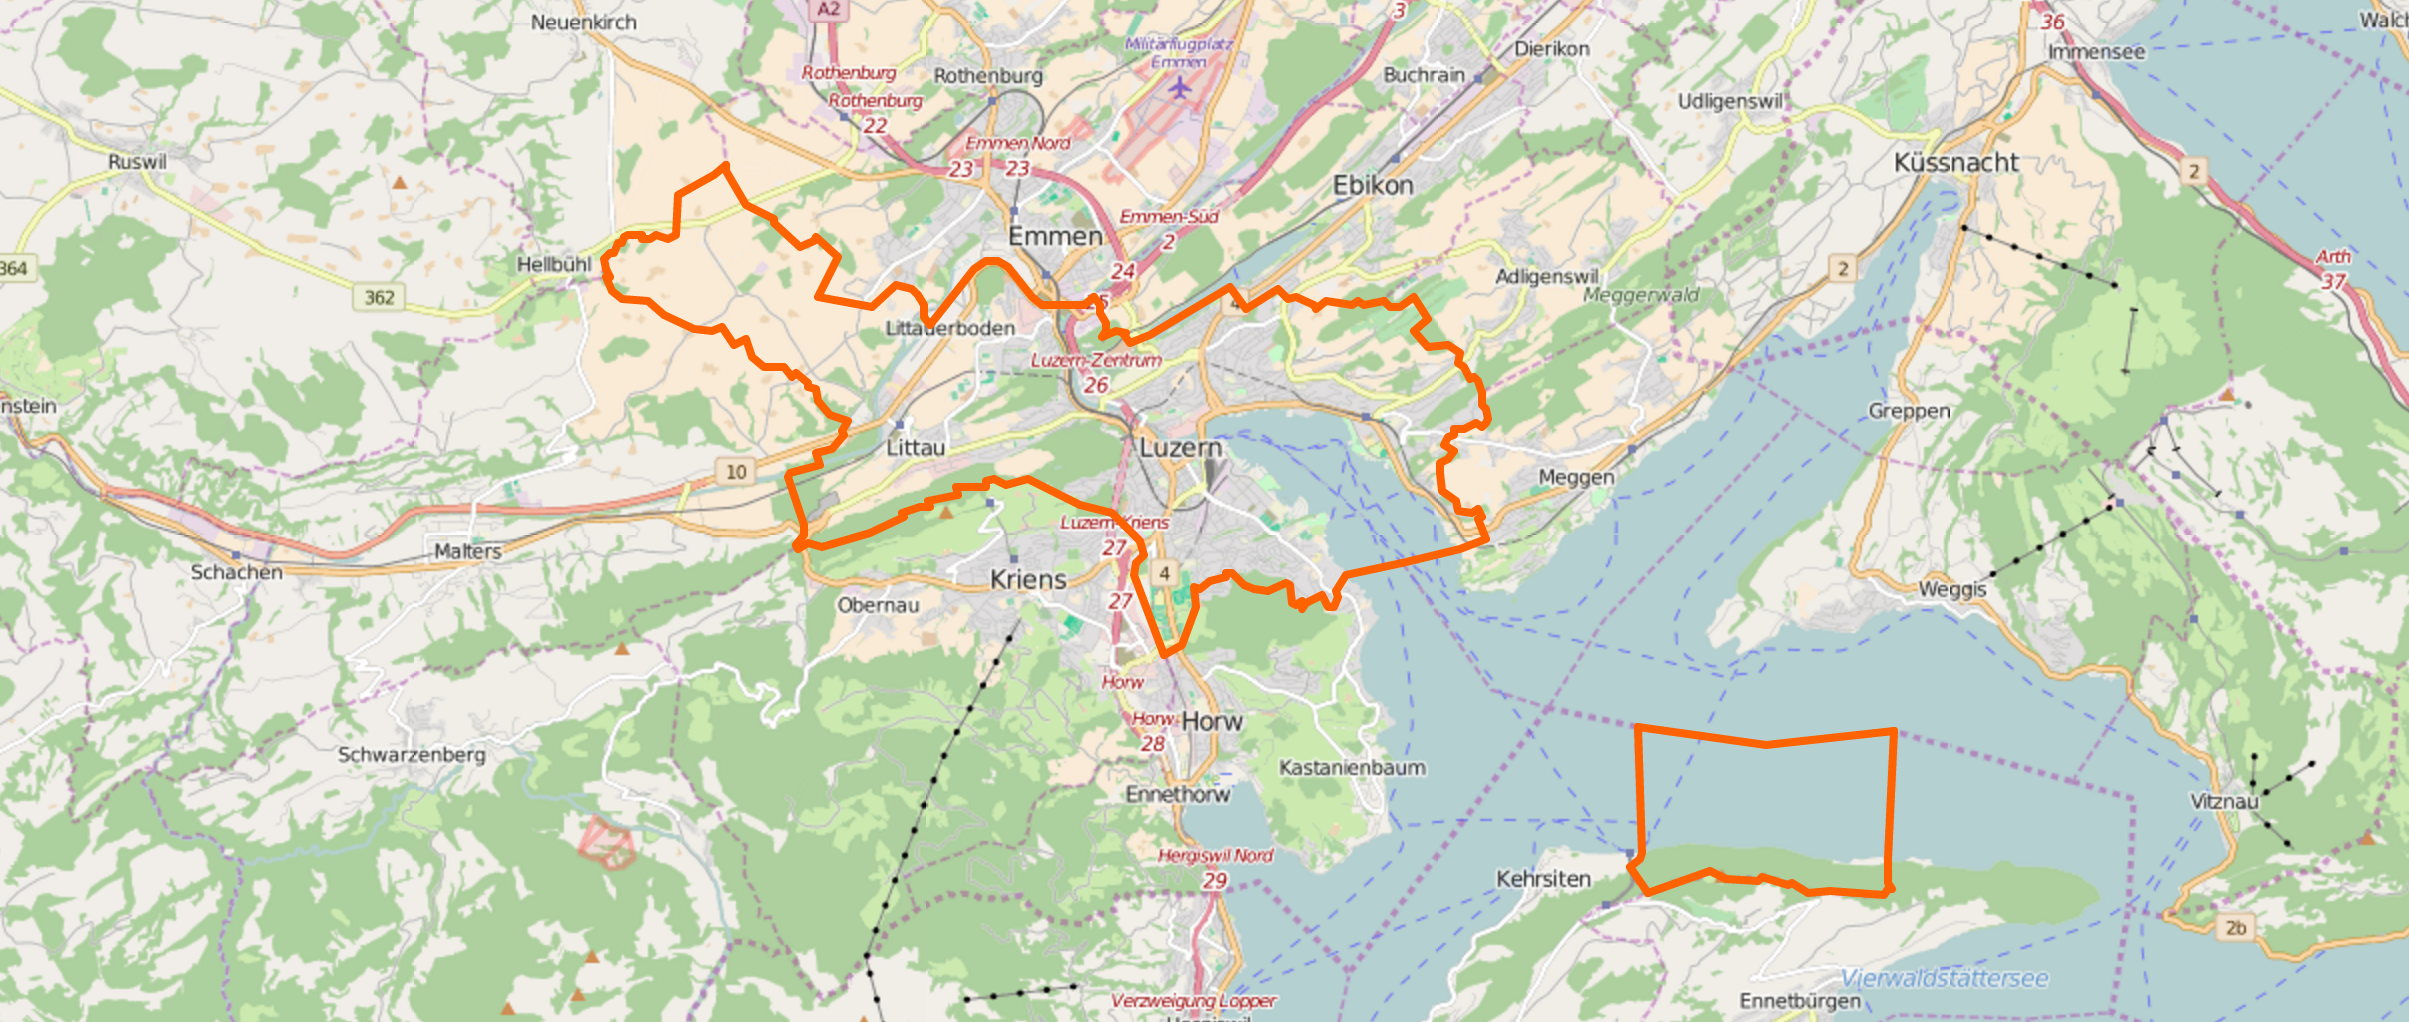 A2
3
36
Walch
Neuenkirch
Militärflugplatz
Emmen
Dierikon
Immensee
Rothenburg
Rothenburg
Buchrain
Rothenburg
22
Udligenswil
Emmen Nord
23
23
Ruswil
Küssnacht
2
Ebikon
Emmen-Süd
2
Emmen
Hellbühl
364
24
Adligenswil
2
Arth
37
362
Meggerwald
4
Littauerboden
Luzern-Zentrum
26
nstein
Greppen
Littau
Luzern
10
Meggen
Luzern-Kriens
27
Malters
Schachen
Kriens
4
Weggis
27
Obernau
Horw
Horw
28
Horw
Schwarzenberg
Kastanienbaum
Ennethorw
Vitznau
Hergiswil Nord
29
Kehrsiten
2b
Vierwaldstättersee
Verzweigung Lopper
Ennetbürgen